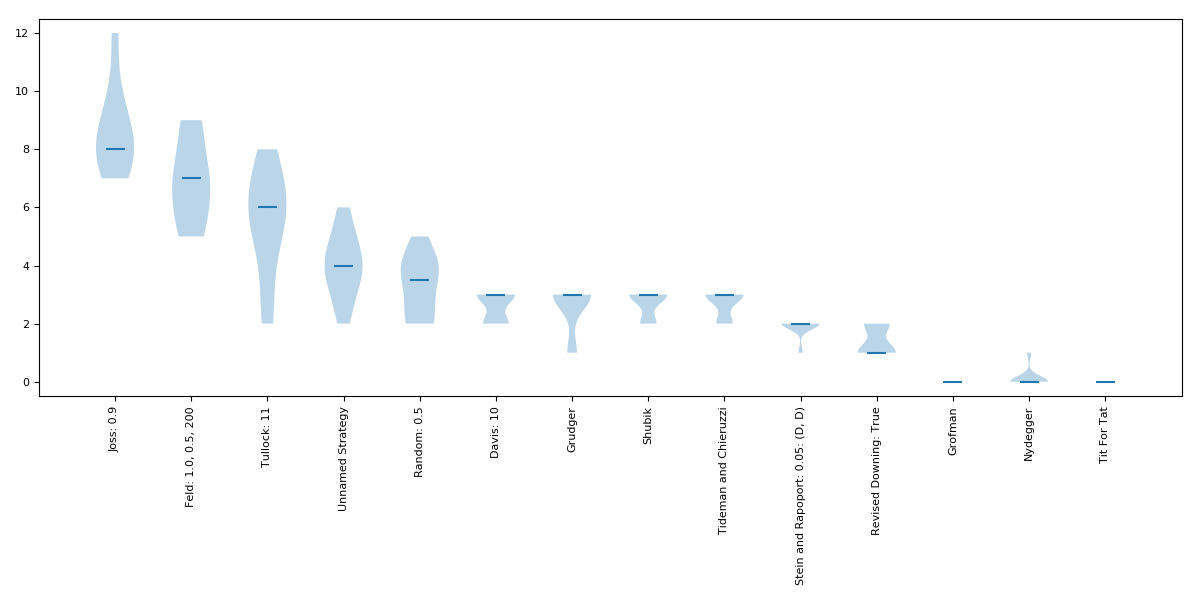 12
10
8
6
4
2
0
Joss: 0.9
Feld: 1.0, 0.5, 200
Tullock: 11
Unnamed Strategy
Random: 0.5
Davis: 10
Grudger
Shubik
Tideman and Chieruzzi
Stein and Rapoport: 0.05: (D, D)
Revised Downing: True
Grofman
Nydegger
Tit For Tat